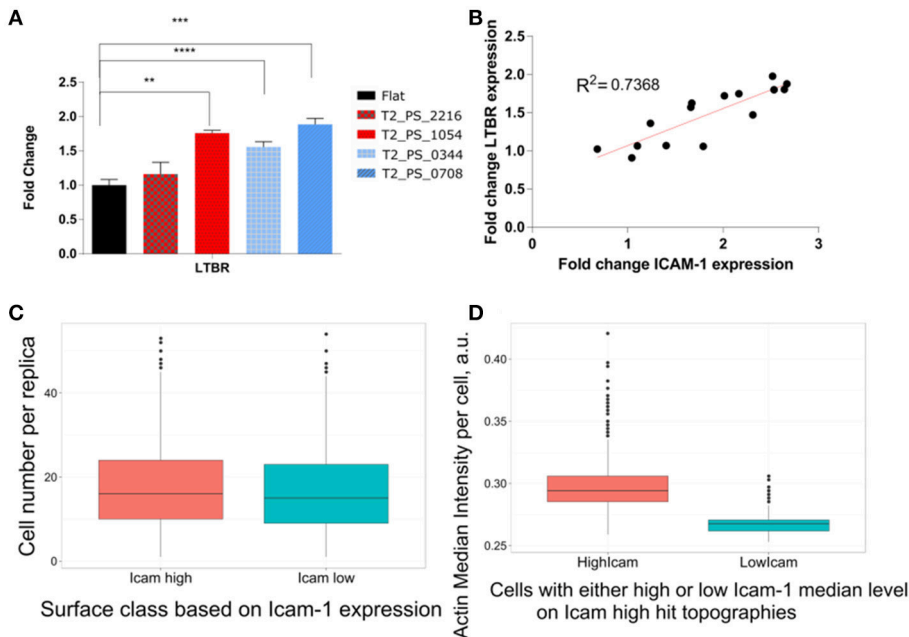 A
***
****
**
Fold Change
2.5
2.0
1.5
1.0
0.5
0.0
LTBR
Flat
T2_PS_2216
T2_PS_1054
T2_PS_0344
T2_PS_0708
B
Fold change LTBR expression
2.5
2.0
1.5
1.0
0.5
0.0
R²= 0.7368
0
1
2
3
Fold change ICAM-1 expression
C
Cell number per replica
40
20
0
Icam high
Icam low
Surface class based on Icam-1 expression
D
Actin Median Intensity per cell, a.u.
0.40
0.35
0.30
0.25
HighIcam
LowIcam
Cells with either high or low Icam-1 median level
on Icam high hit topographies